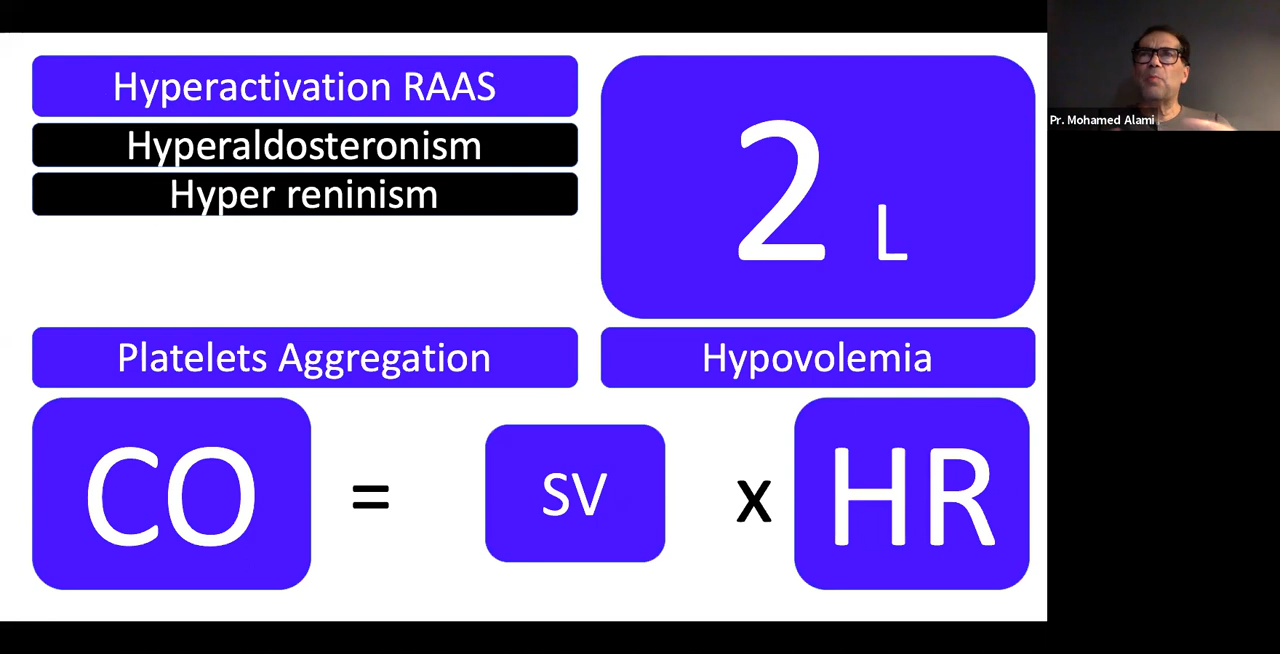 Hyperactivation RAAS
Hyperaldosteronism
Hyper reninism
2 L
Platelets Aggregation
Hypovolemia
CO = SV x HR
Pr. Mohamed Alami